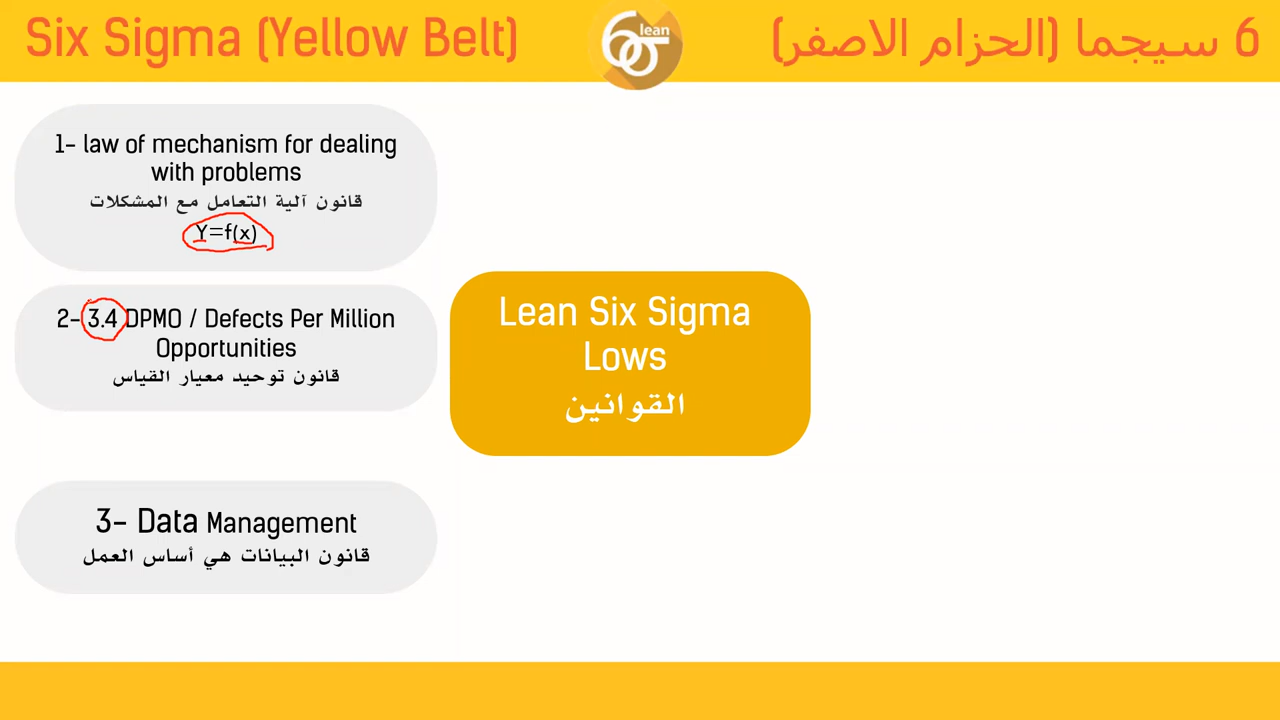 Six Sigma (Yellow Belt)
6σ lean
6 سيجما (الحزام الاصفر)
1- law of mechanism for dealing
with problems
قانون آلية التعامل مع المشكلات
Y=f(x)
2- 3.4 DPMO / Defects Per Million
Opportunities
قانون توحيد معيار القياس
3- Data Management
قانون البيانات هي أساس العمل
Lean Six Sigma
Lows
القوانين